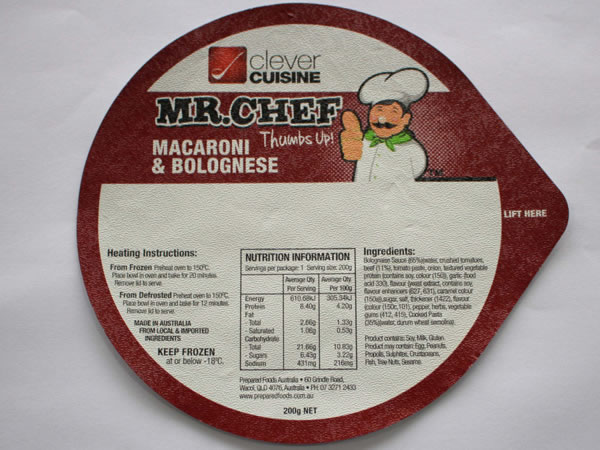 clever
CUISINE
MR.CHEF
Thumbs Up!
MACARONI
& BOLOGNESE
LIFT HERE
Heating Instructions:
From Frozen Preheat oven to 150ºC.
Place bowl in oven and bake for 20 minutes.
Remove lid to serve.
From Defrosted Preheat oven to 150ºC.
Place bowl in oven and bake for 12 minutes.
Remove lid to serve.
MADE IN AUSTRALIA
FROM LOCAL & IMPORTED
INGREDIENTS
KEEP FROZEN
at or below -18ºC.
NUTRITION INFORMATION
Servings per package: 1 Serving size: 200g
Average Qty Average Qty
Per Serving Per 100g
Energy 610.68kJ 305.34kJ
Protein 8.40g 4.20g
Fat
- Total 2.66g 1.33g
- Saturated 1.06g 0.53g
Carbohydrate
- Total 21.66g 10.83g
- Sugars 6.43g 3.22g
Sodium 431mg 216mg
Prepared Foods Australia • 60 Grindle Road,
Wacol, QLD 4076, Australia • PH: 07 3271 2433
www.preparedfoods.com.au
200g NET
Ingredients:
Bolognaise Sauce (65%)(water, crushed tomatoes,
beef (11%), tomato paste, onion, textured vegetable
protein (contains soy, colour (150)), garlic (food
acid 330), flavour (yeast extract, contains soy,
flavour enhancers (627, 631), caramel colour
(150c)), sugar, salt, thickener (1422), flavour
(colour (150c, 101), pepper, herbs, vegetable
gums (412, 415), Cooked Pasta
(35%)(water, durum wheat semolina).
Product contains: Soy, Milk, Gluten.
Product may contain: Egg, Peanuts,
Propolis, Sulphites, Crustaceans,
Fish, Tree Nuts, Sesame.